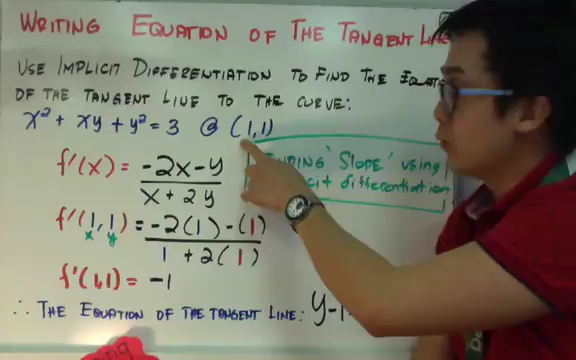 WRITING EQUATION OF THE TANGENT LINE
USE IMPLICIT DIFFERENTIATION TO FIND THE
OF THE TANGENT LINE TO THE CURVE:
x² + xy + y² = 3 @ (1,1)
"SLOPE" using
differentiation
f'(x) = -2x-y
x + 2y
f'(1,1) = -2(1)-(1)
x y
1 + 2(1)
f'(1,1) = -1
∴ THE EQUATION OF THE TANGENT LINE: y-1